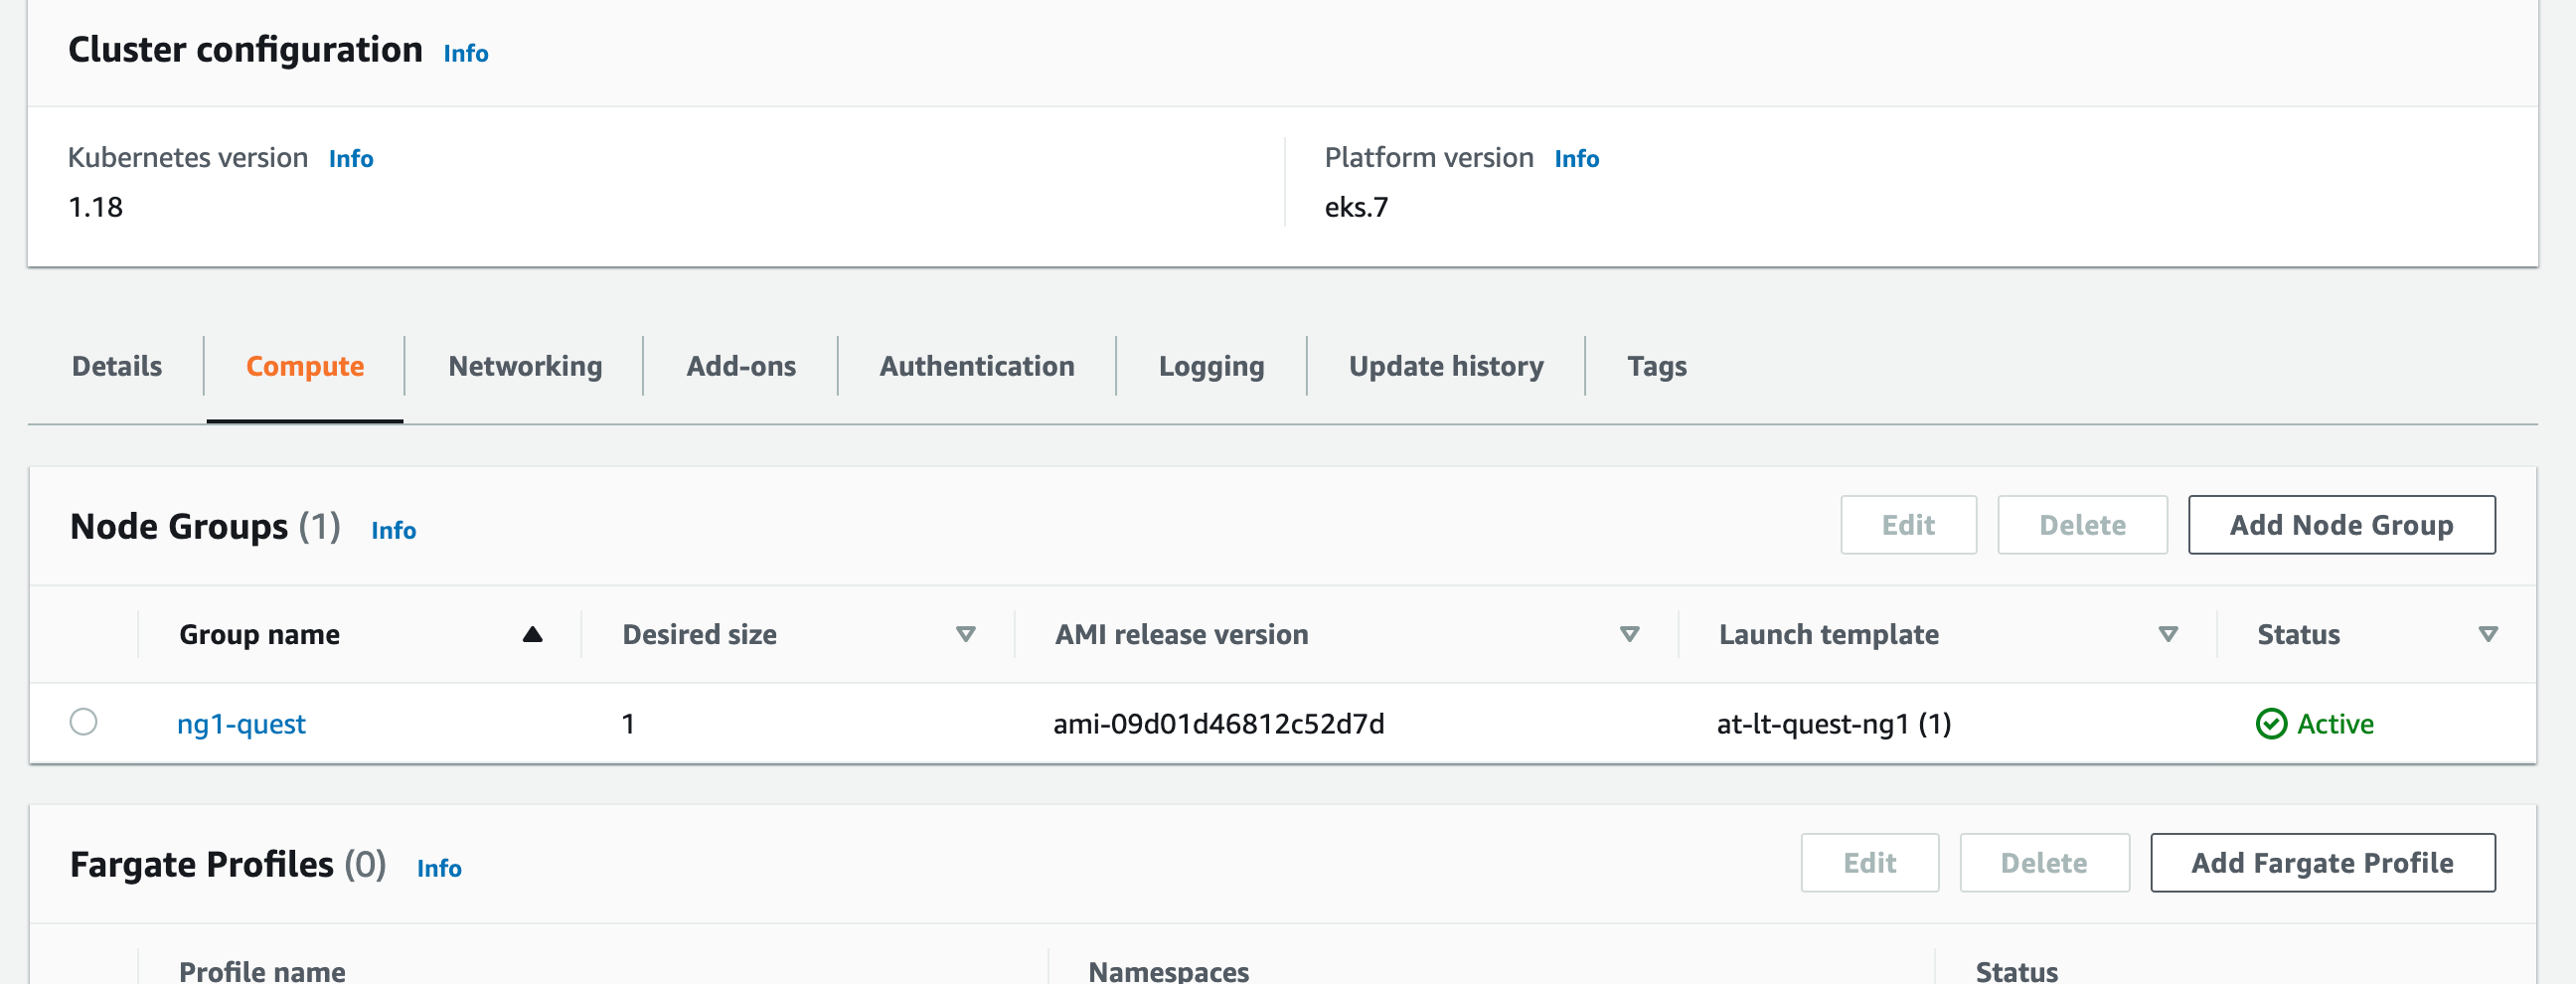 Cluster configuration Info
Kubernetes version Info
1.18
Platform version Info
eks.7
Details Compute Networking Add-ons Authentication Logging Update history Tags
Node Groups (1) Info Edit Delete Add Node Group
Group name Desired size AMI release version Launch template Status
ng1-quest 1 ami-09d01d46812c52d7d at-lt-quest-ng1 (1) Active
Fargate Profiles (0) Info Edit Delete Add Fargate Profile
Profile name Namespaces Status